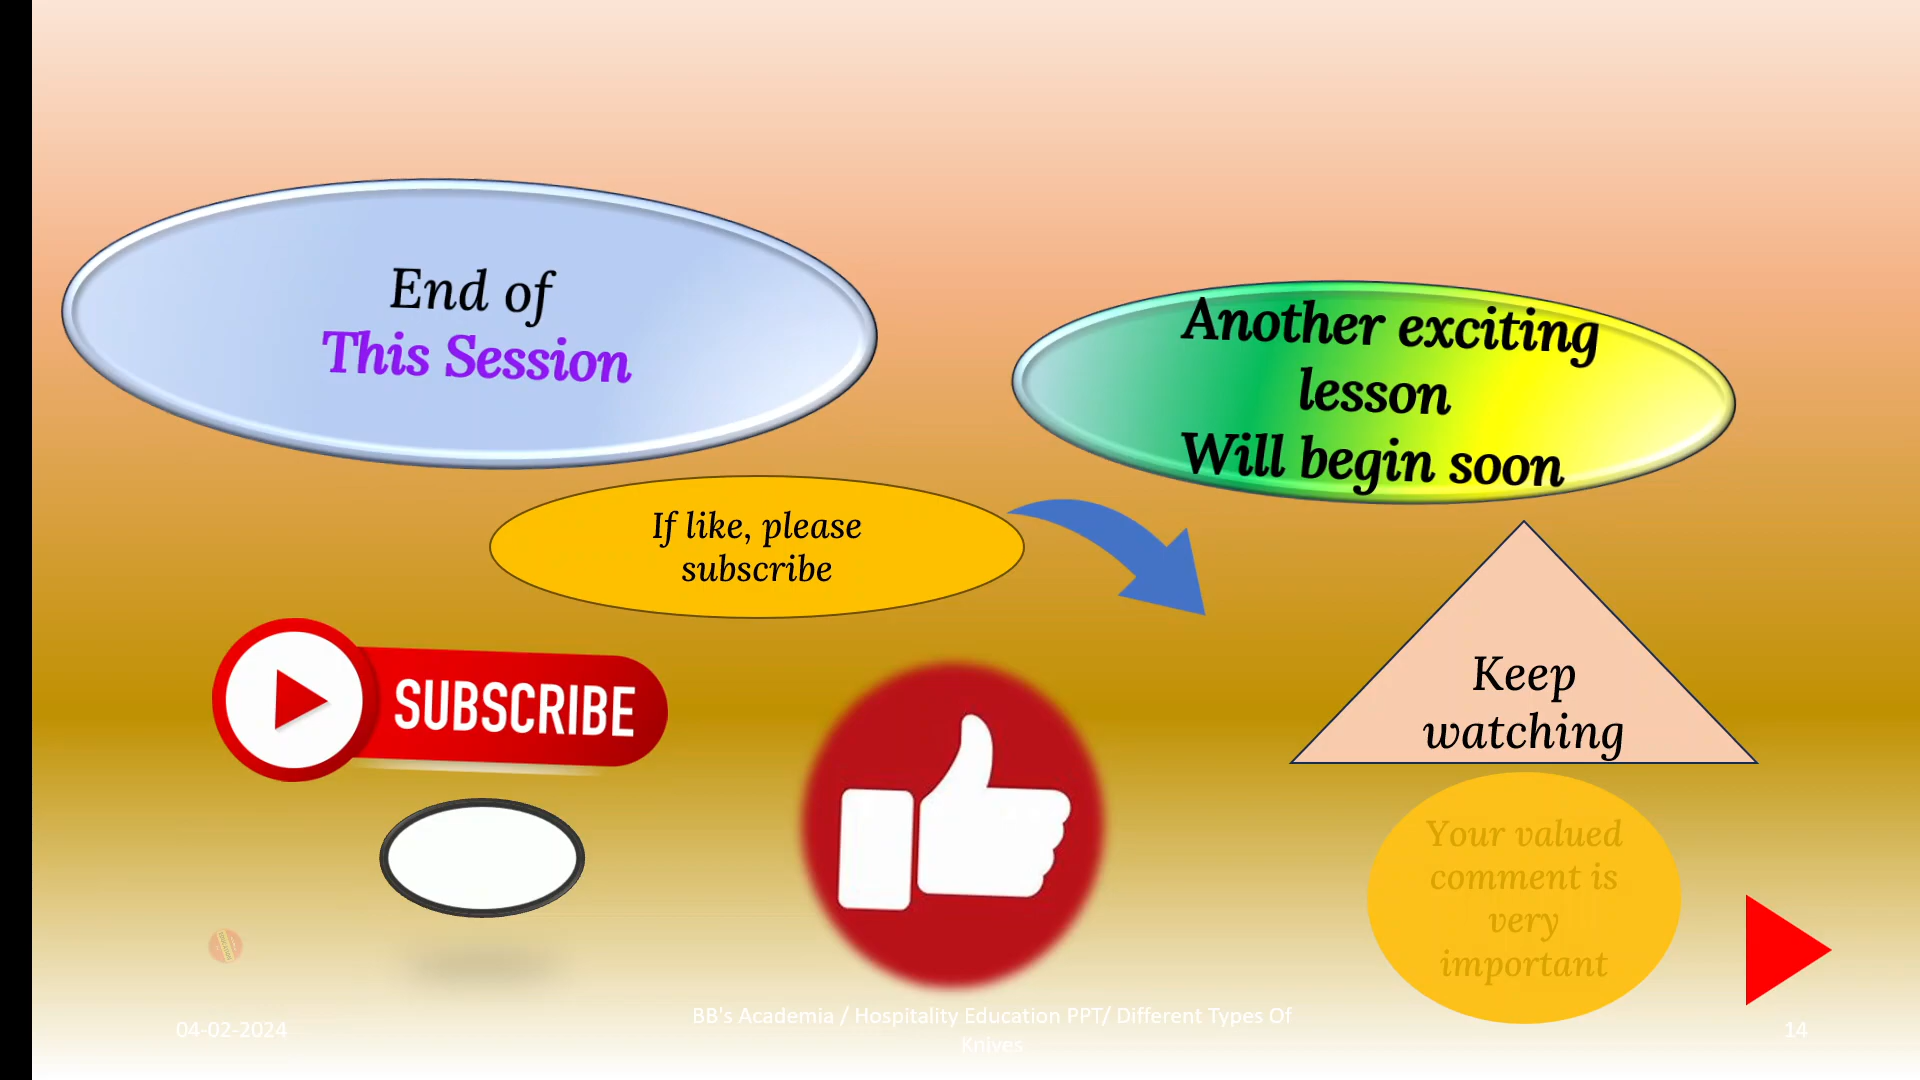 End of
This Session
Another exciting
lesson
Will begin soon
If like, please
subscribe
SUBSCRIBE
Keep
watching
Your valued
comment is
very
important
04-02-2024
BB's Academia / Hospitality Education PPT/ Different Types Of
Knives
14